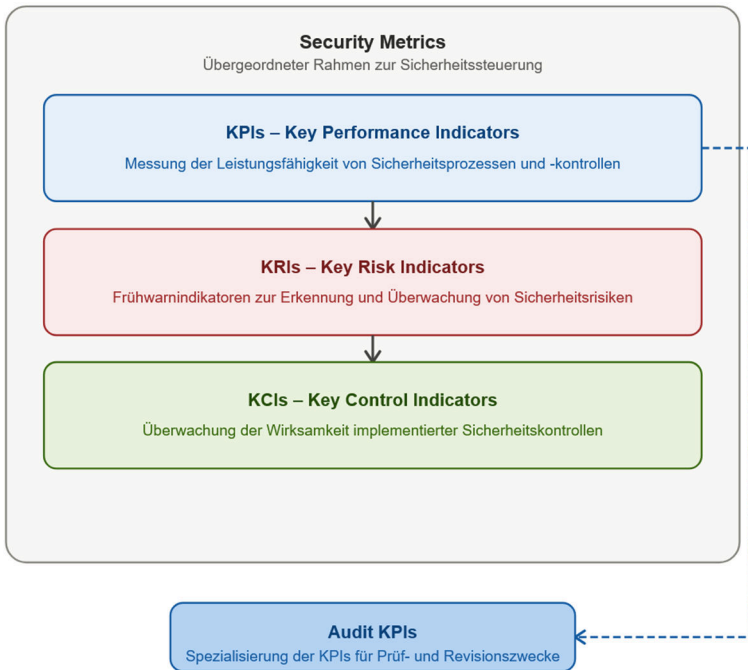 Security Metrics
Übergeordneter Rahmen zur Sicherheitssteuerung
KPIs – Key Performance Indicators
Messung der Leistungsfähigkeit von Sicherheitsprozessen und -kontrollen
KRIs – Key Risk Indicators
Frühwarnindikatoren zur Erkennung und Überwachung von Sicherheitsrisiken
KCIs – Key Control Indicators
Überwachung der Wirksamkeit implementierter Sicherheitskontrollen
Audit KPIs
Spezialisierung der KPIs für Prüf- und Revisionszwecke